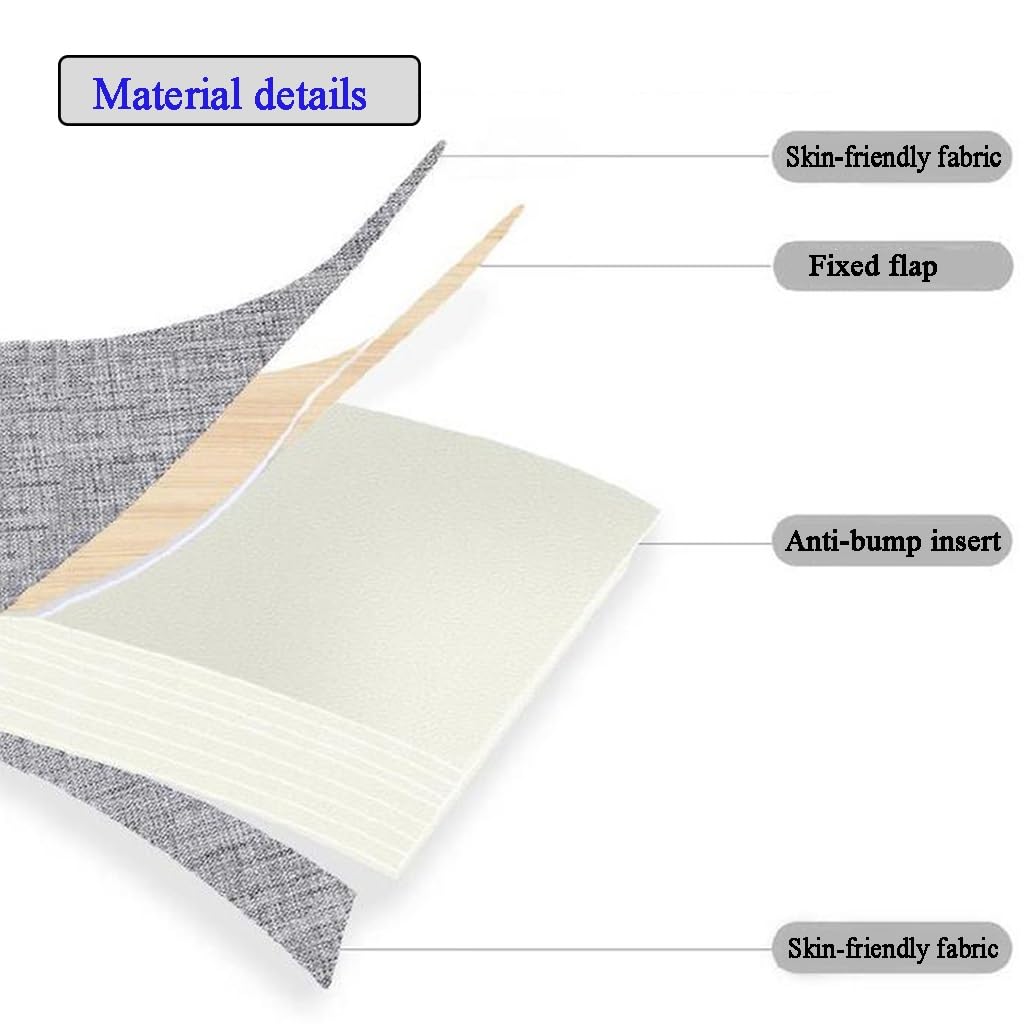 Material details
Skin-friendly fabric
Fixed flap
Anti-bump insert
Skin-friendly fabric